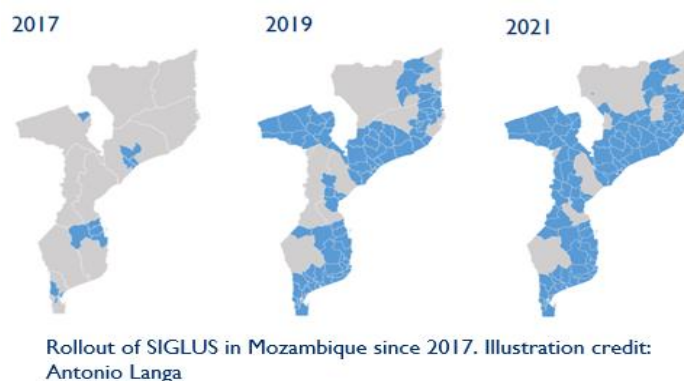 2017
2019
2021
Rollout of SIGLUS in Mozambique since 2017. Illustration credit:
Antonio Langa